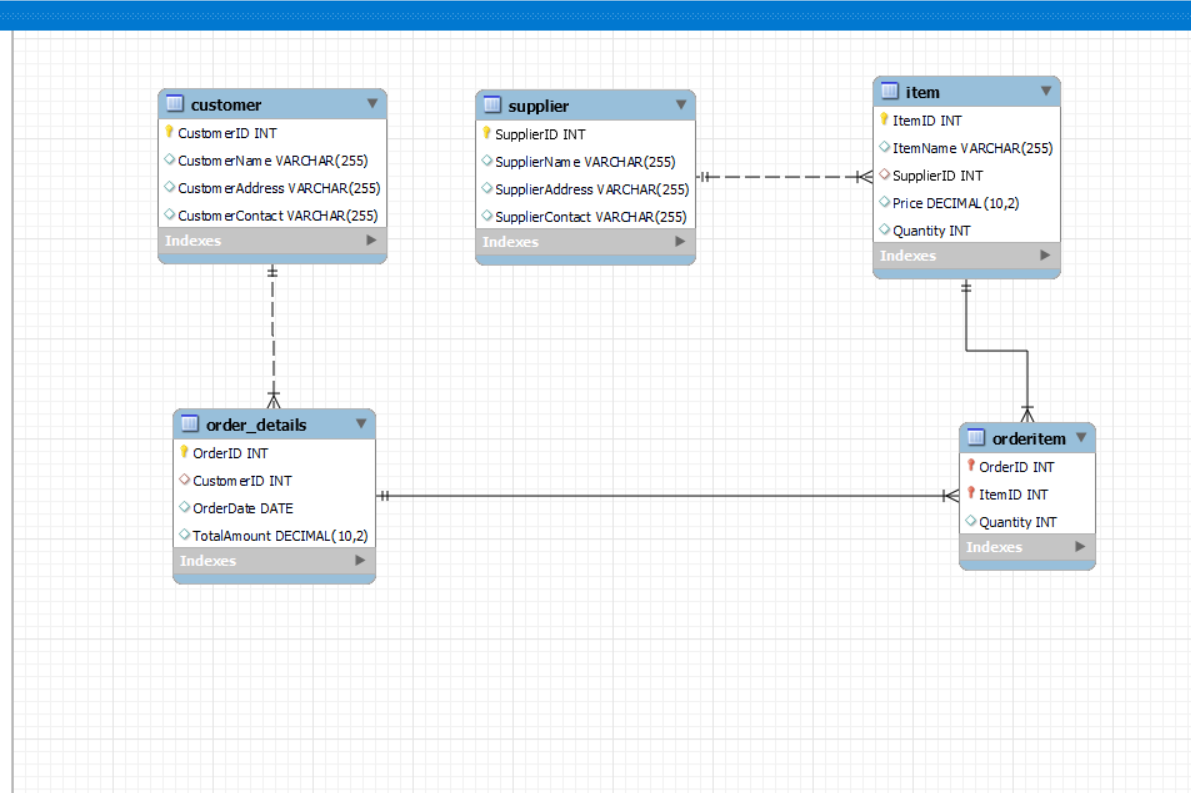 customer
CustomerID INT
CustomerName VARCHAR(255)
CustomerAddress VARCHAR(255)
CustomerContact VARCHAR(255)
Indexes
supplier
SupplierID INT
SupplierName VARCHAR(255)
SupplierAddress VARCHAR(255)
SupplierContact VARCHAR(255)
Indexes
item
ItemID INT
ItemName VARCHAR(255)
SupplierID INT
Price DECIMAL(10,2)
Quantity INT
Indexes
order_details
OrderID INT
CustomerID INT
OrderDate DATE
TotalAmount DECIMAL(10,2)
Indexes
orderitem
OrderID INT
ItemID INT
Quantity INT
Indexes